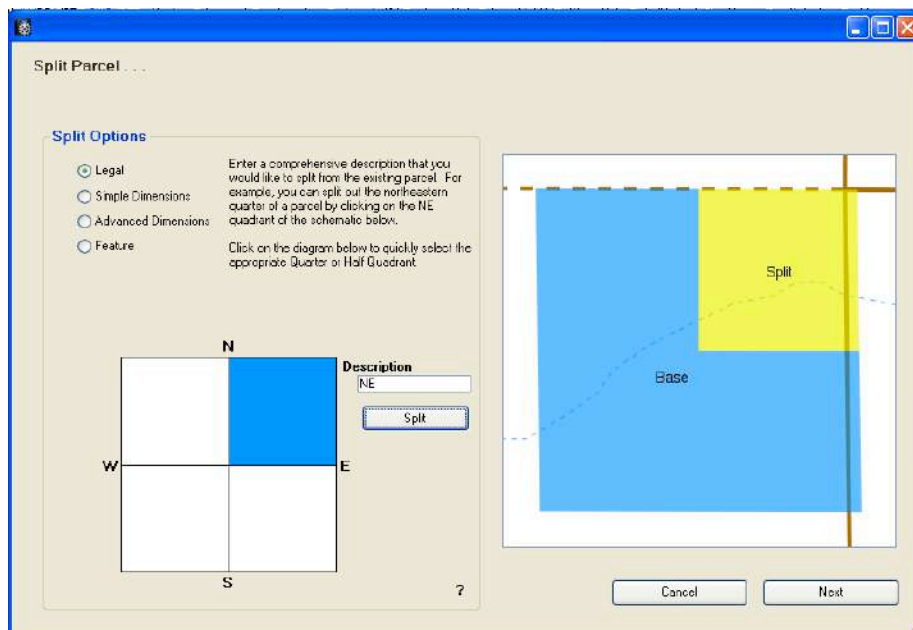 Split Parcel . . .
Split Options
Legal
Simple Dimensions
Advanced Dimensions
Feature
Enter a comprehensive description that you
would like to split from the existing parcel. For
example, you can split out the northeastern
quarter of a parcel by clicking on the NE
quadrant of the schematic below.
Click on the diagram below to quickly select the
appropriate Quarter or Half Quadrant.
N
W
E
S
Description
NE
Split
?
Split
Base
Cancel
Next